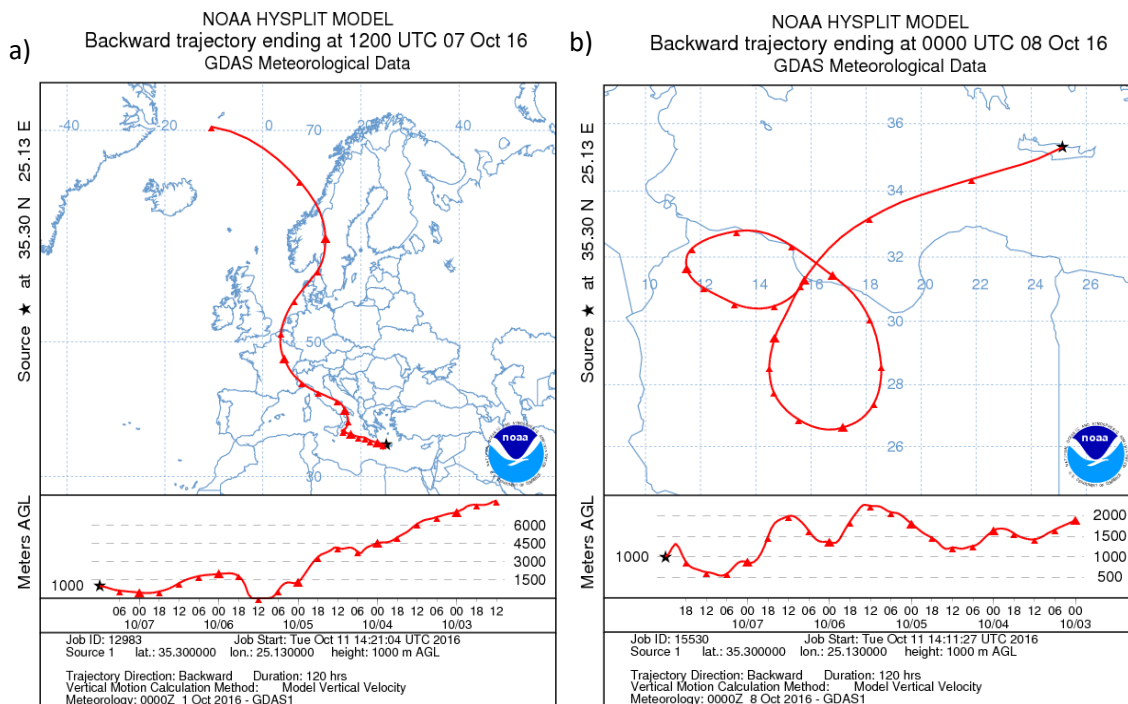 a)
NOAA HYSPLIT MODEL
Backward trajectory ending at 1200 UTC 07 Oct 16
GDAS Meteorological Data
Source ★ at 35.30 N 25.13 E
-40 -20 0 70 20 40
50
30
noaa
Meters AGL
6000
4500
3000
1500
1000
06 00 18 12 06 00 18 12 06 00 18 12 06 00 18 12 06 00 18 12
10/07 10/06 10/05 10/04 10/03
Job ID: 12983 Job Start: Tue Oct 11 14:21:04 UTC 2016
Source 1 lat.: 35.300000 lon.: 25.130000 height: 1000 m AGL
Trajectory Direction: Backward Duration: 120 hrs
Vertical Motion Calculation Method: Model Vertical Velocity
Meteorology: 0000Z 1 Oct 2016 - GDAS1
b)
NOAA HYSPLIT MODEL
Backward trajectory ending at 0000 UTC 08 Oct 16
GDAS Meteorological Data
Source ★ at 35.30 N 25.13 E
36
34
32
10 12 14 16 18 20 22 24 26
30
28
26
noaa
Meters AGL
2000
1500
1000
500
1000
18 12 06 00 18 12 06 00 18 12 06 00 18 12 06 00 18 12 06 00
10/07 10/06 10/05 10/04 10/03
Job ID: 15530 Job Start: Tue Oct 11 14:11:27 UTC 2016
Source 1 lat.: 35.300000 lon.: 25.130000 height: 1000 m AGL
Trajectory Direction: Backward Duration: 120 hrs
Vertical Motion Calculation Method: Model Vertical Velocity
Meteorology: 0000Z 8 Oct 2016 - GDAS1